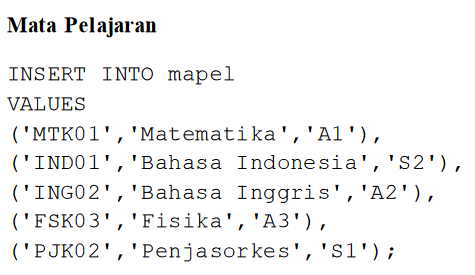 Mata Pelajaran
INSERT INTO mapel
VALUES
('MTK01','Matematika','A1'),
('IND01','Bahasa Indonesia','S2'),
('ING02','Bahasa Inggris','A2'),
('FSK03','Fisika','A3'),
('PJK02','Penjasorkes','S1');